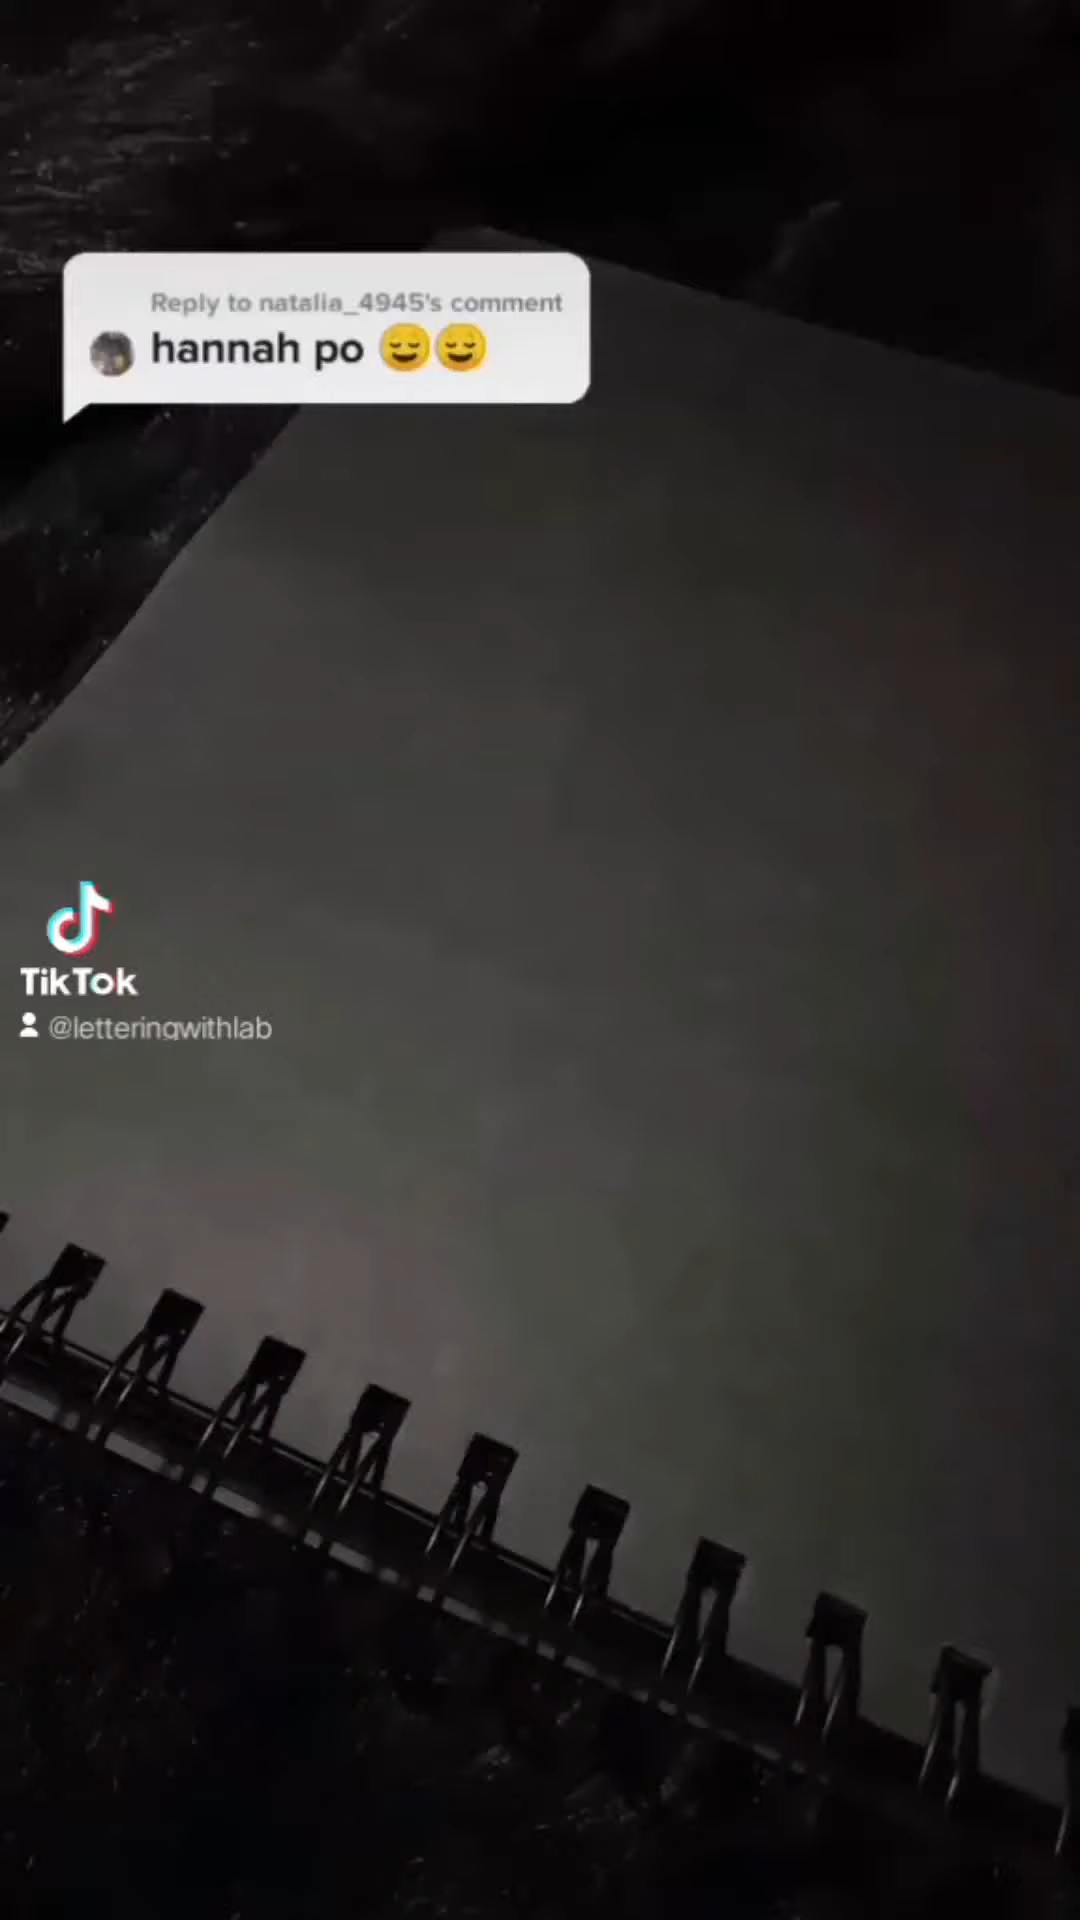 Reply to natalia_4945's comment
hannah po 😌😌
TikTok
@letteringwithlab